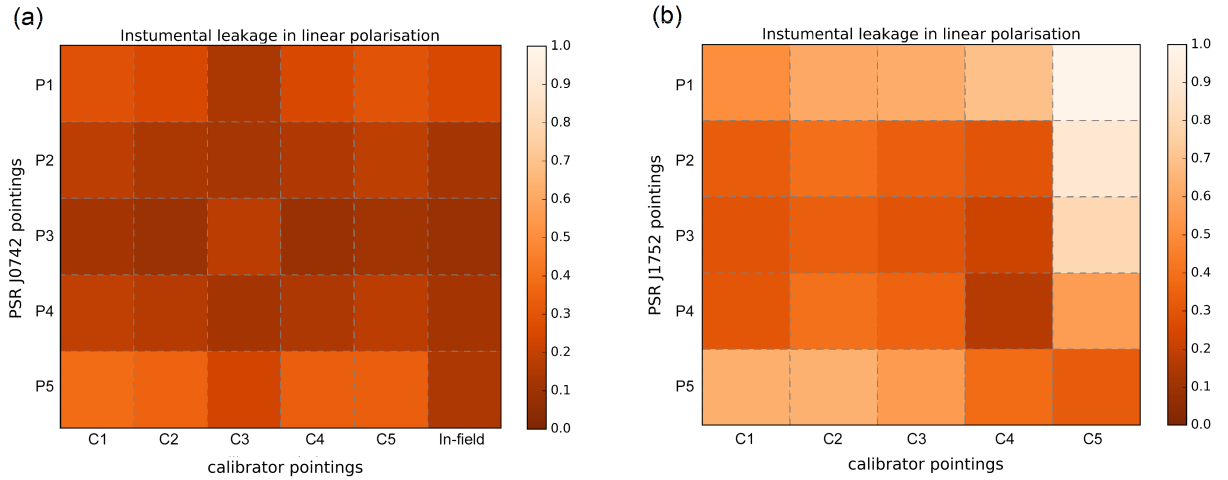 (a)
Instumental leakage in linear polarisation
PSR J0742 pointings
P1
P2
P3
P4
P5
C1 C2 C3 C4 C5 In-field
calibrator pointings
1.0
0.9
0.8
0.7
0.6
0.5
0.4
0.3
0.2
0.1
0.0
(b)
Instumental leakage in linear polarisation
PSR J1752 pointings
P1
P2
P3
P4
P5
C1 C2 C3 C4 C5
calibrator pointings
1.0
0.9
0.8
0.7
0.6
0.5
0.4
0.3
0.2
0.1
0.0